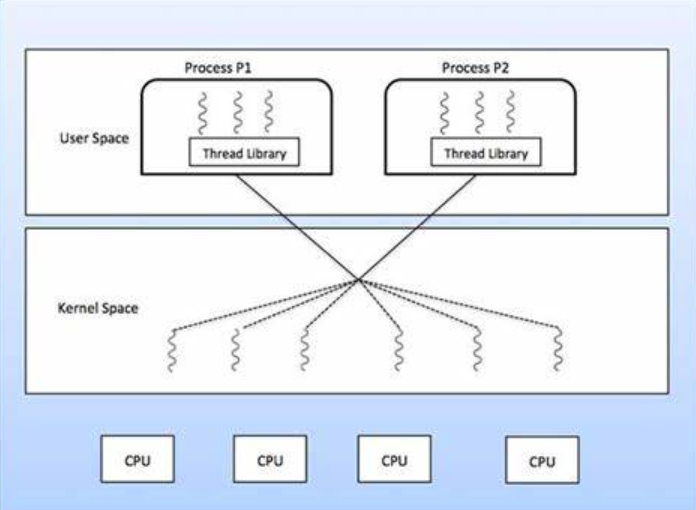 Process P1
Process P2
User Space
Thread Library
Thread Library
Kernel Space
CPU
CPU
CPU
CPU